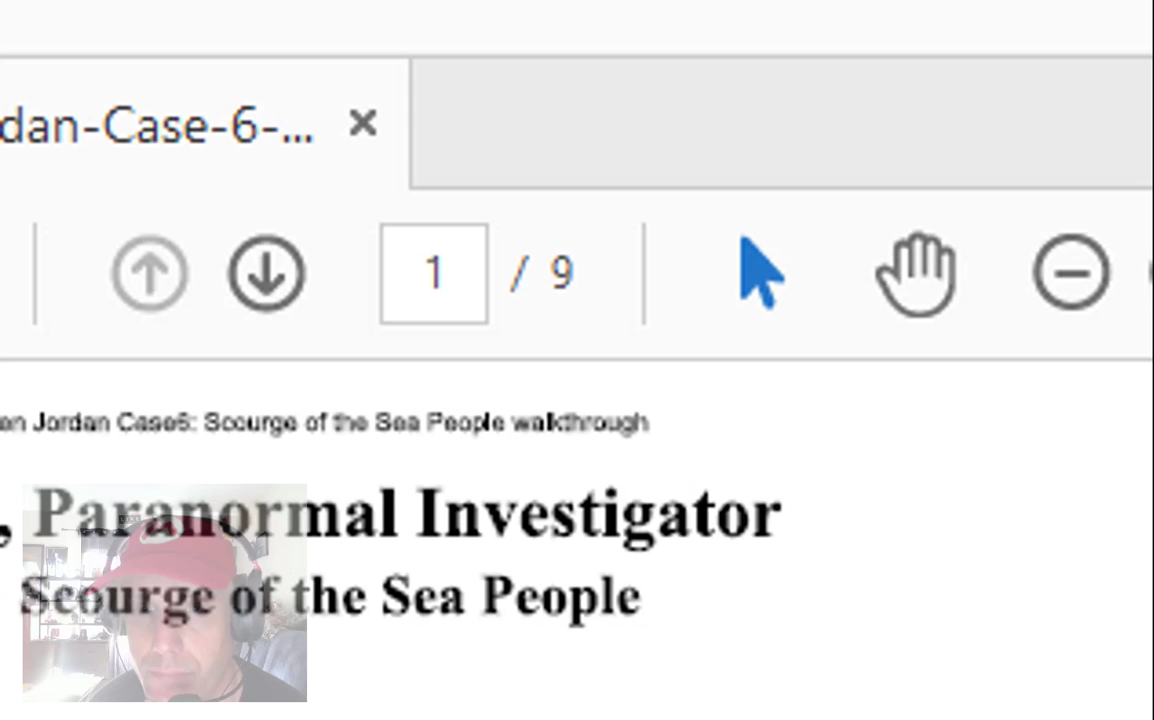 dan-Case-6-...
1 / 9
en Jordan Case6: Scourge of the Sea People walkthrough
, Paranormal Investigator
Scourge of the Sea People